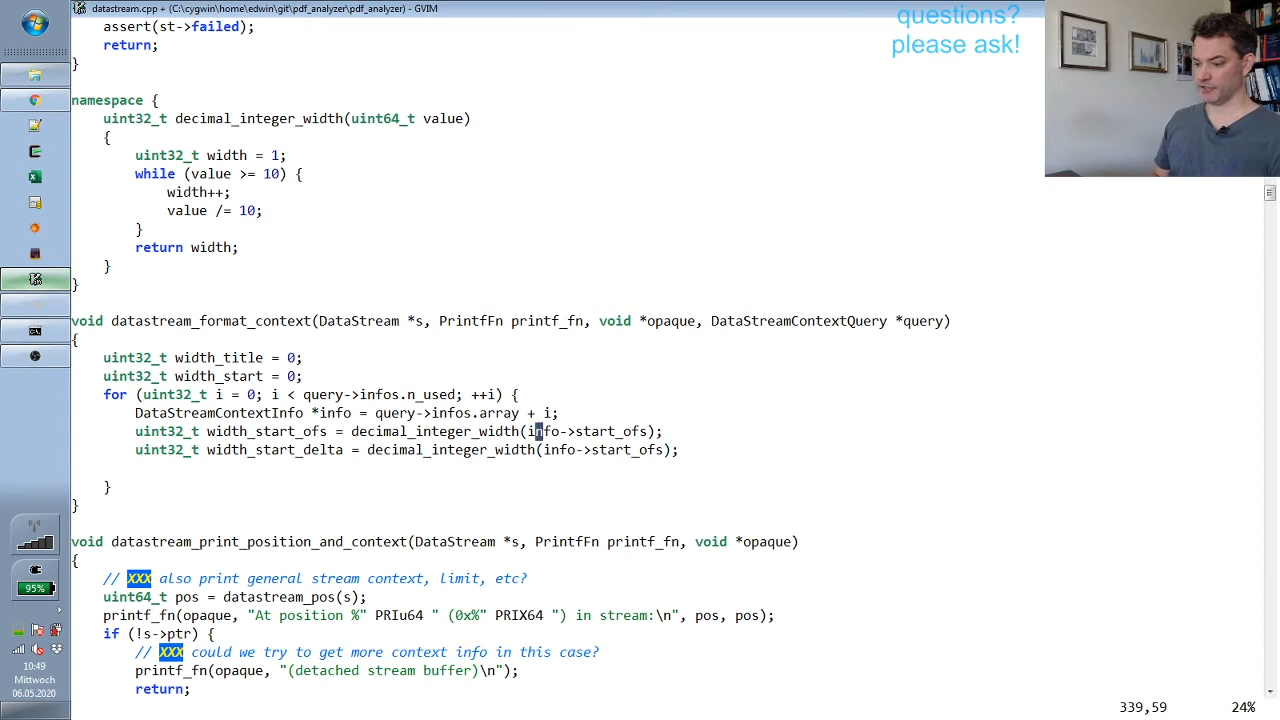 datastream.cpp + (C:\cygwin\home\edwin\git\pdf_analyzer\pdf_analyzer) - GVIM
questions?
please ask!
assert(st->failed);
return;
}
namespace {
uint32_t decimal_integer_width(uint64_t value)
{
uint32_t width = 1;
while (value >= 10) {
width++;
value /= 10;
}
return width;
}
}
void datastream_format_context(DataStream *s, PrintfFn printf_fn, void *opaque, DataStreamContextQuery *query)
{
uint32_t width_title = 0;
uint32_t width_start = 0;
for (uint32_t i = 0; i < query->infos.n_used; ++i) {
DataStreamContextInfo *info = query->infos.array + i;
uint32_t width_start_ofs = decimal_integer_width(info->start_ofs);
uint32_t width_start_delta = decimal_integer_width(info->start_ofs);
}
}
void datastream_print_position_and_context(DataStream *s, PrintfFn printf_fn, void *opaque)
{
// XXX also print general stream context, limit, etc?
uint64_t pos = datastream_pos(s);
printf_fn(opaque, "At position %" PRIu64 " (0x%" PRIX64 ") in stream:\n", pos, pos);
if (!s->ptr) {
// XXX could we try to get more context info in this case?
printf_fn(opaque, "(detached stream buffer)\n");
return;
339,59
24%
95%
10:49
Mittwoch
06.05.2020